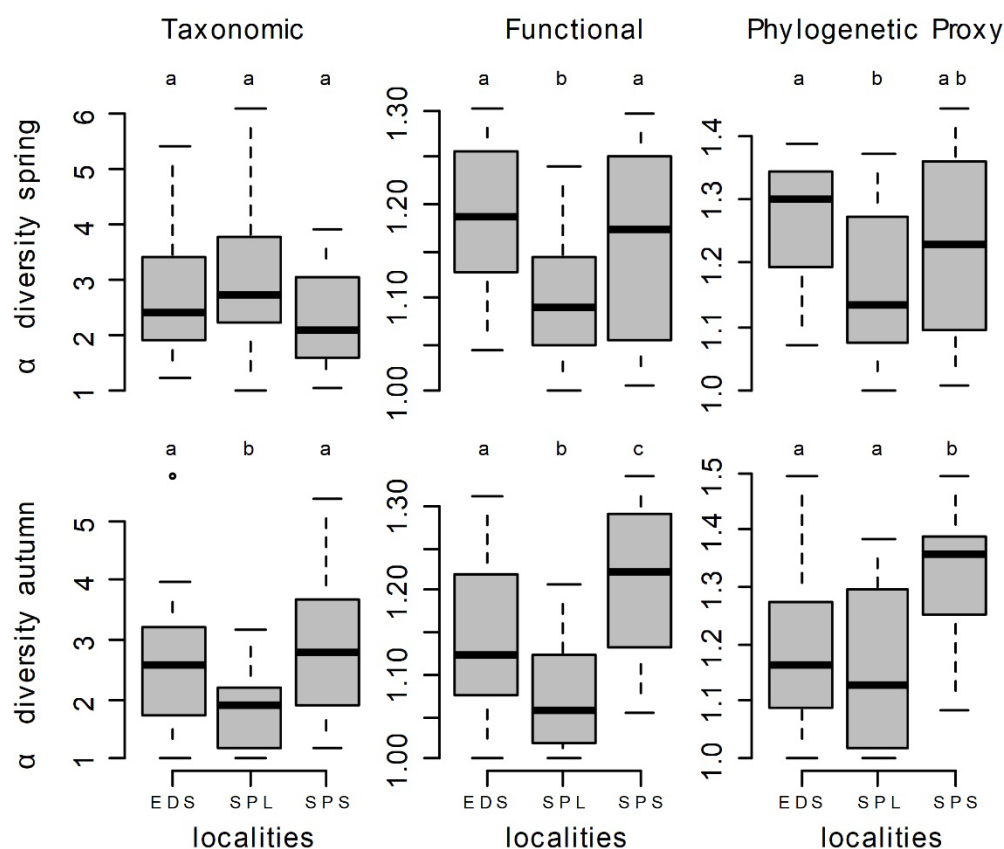 Taxonomic Functional Phylogenetic Proxy
a a a a b a a b ab
α diversity spring
1 2 3 4 5 6
1.00 1.10 1.20 1.30
1.0 1.1 1.2 1.3 1.4
a b a a b c a a b
α diversity autumn
1 2 3 4 5
1.00 1.10 1.20 1.30
1.0 1.1 1.2 1.3 1.4 1.5
EDS SPL SPS EDS SPL SPS EDS SPL SPS
localities localities localities